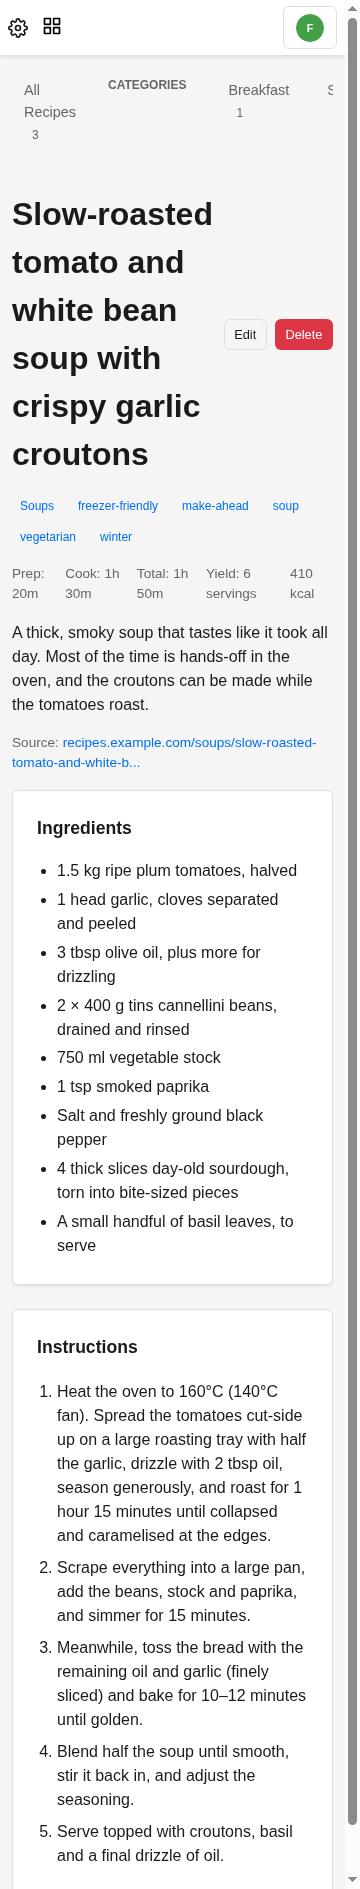 F
All
Recipes
3
CATEGORIES
Breakfast
1
Slow-roasted
tomato and
white bean
soup with
crispy garlic
croutons
Edit
Delete
Soups freezer-friendly make-ahead soup
vegetarian winter
Prep:
20m
Cook: 1h
30m
Total: 1h
50m
Yield: 6
servings
410
kcal
A thick, smoky soup that tastes like it took all
day. Most of the time is hands-off in the
oven, and the croutons can be made while
the tomatoes roast.
Source: recipes.example.com/soups/slow-roasted-
tomato-and-white-b...
Ingredients
• 1.5 kg ripe plum tomatoes, halved
• 1 head garlic, cloves separated
and peeled
• 3 tbsp olive oil, plus more for
drizzling
• 2 × 400 g tins cannellini beans,
drained and rinsed
• 750 ml vegetable stock
• 1 tsp smoked paprika
• Salt and freshly ground black
pepper
• 4 thick slices day-old sourdough,
torn into bite-sized pieces
• A small handful of basil leaves, to
serve
Instructions
1. Heat the oven to 160°C (140°C
fan). Spread the tomatoes cut-side
up on a large roasting tray with half
the garlic, drizzle with 2 tbsp oil,
season generously, and roast for 1
hour 15 minutes until collapsed
and caramelised at the edges.
2. Scrape everything into a large pan,
add the beans, stock and paprika,
and simmer for 15 minutes.
3. Meanwhile, toss the bread with the
remaining oil and garlic (finely
sliced) and bake for 10–12 minutes
until golden.
4. Blend half the soup until smooth,
stir it back in, and adjust the
seasoning.
5. Serve topped with croutons, basil
and a final drizzle of oil.